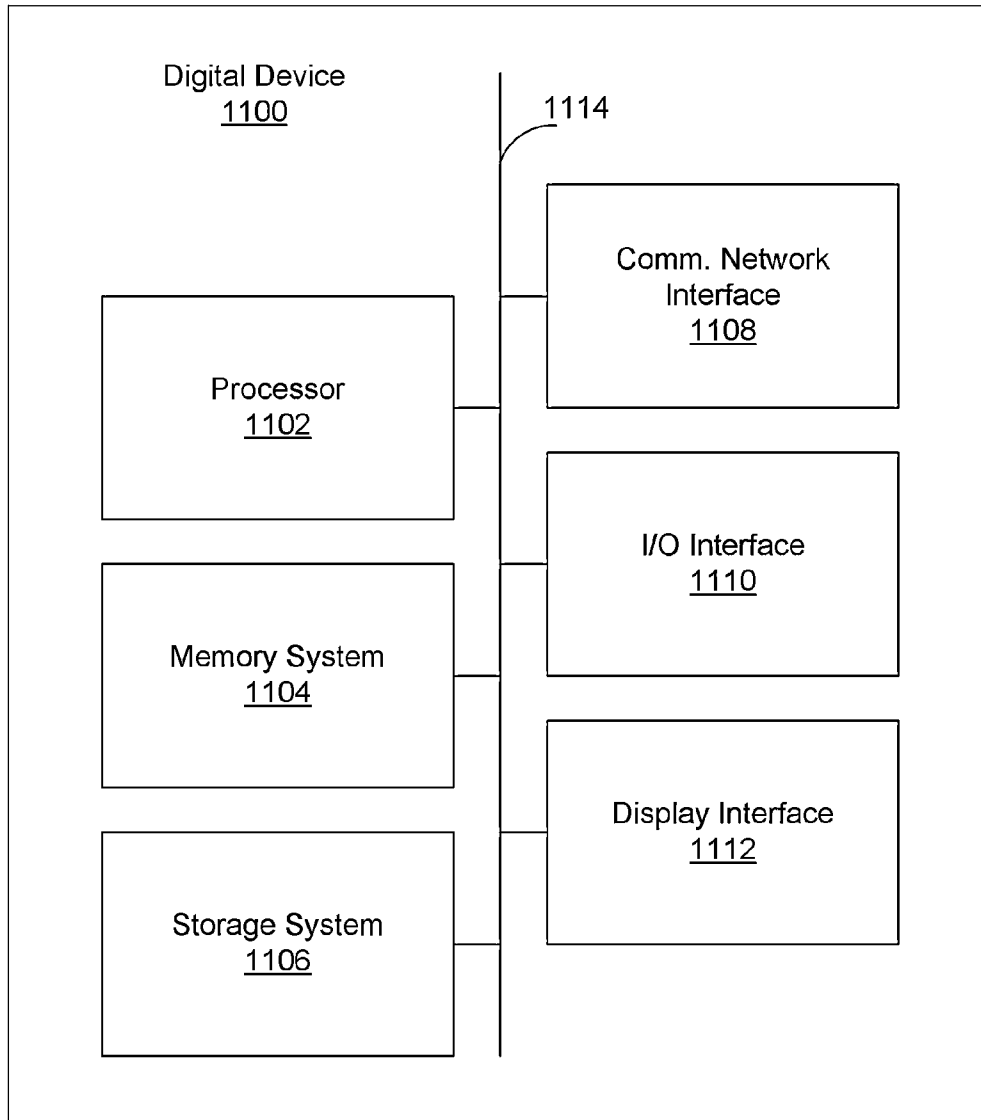 Digital Device
1100
1114
Comm. Network
Interface
1108
Processor
1102
I/O Interface
1110
Memory System
1104
Display Interface
1112
Storage System
1106